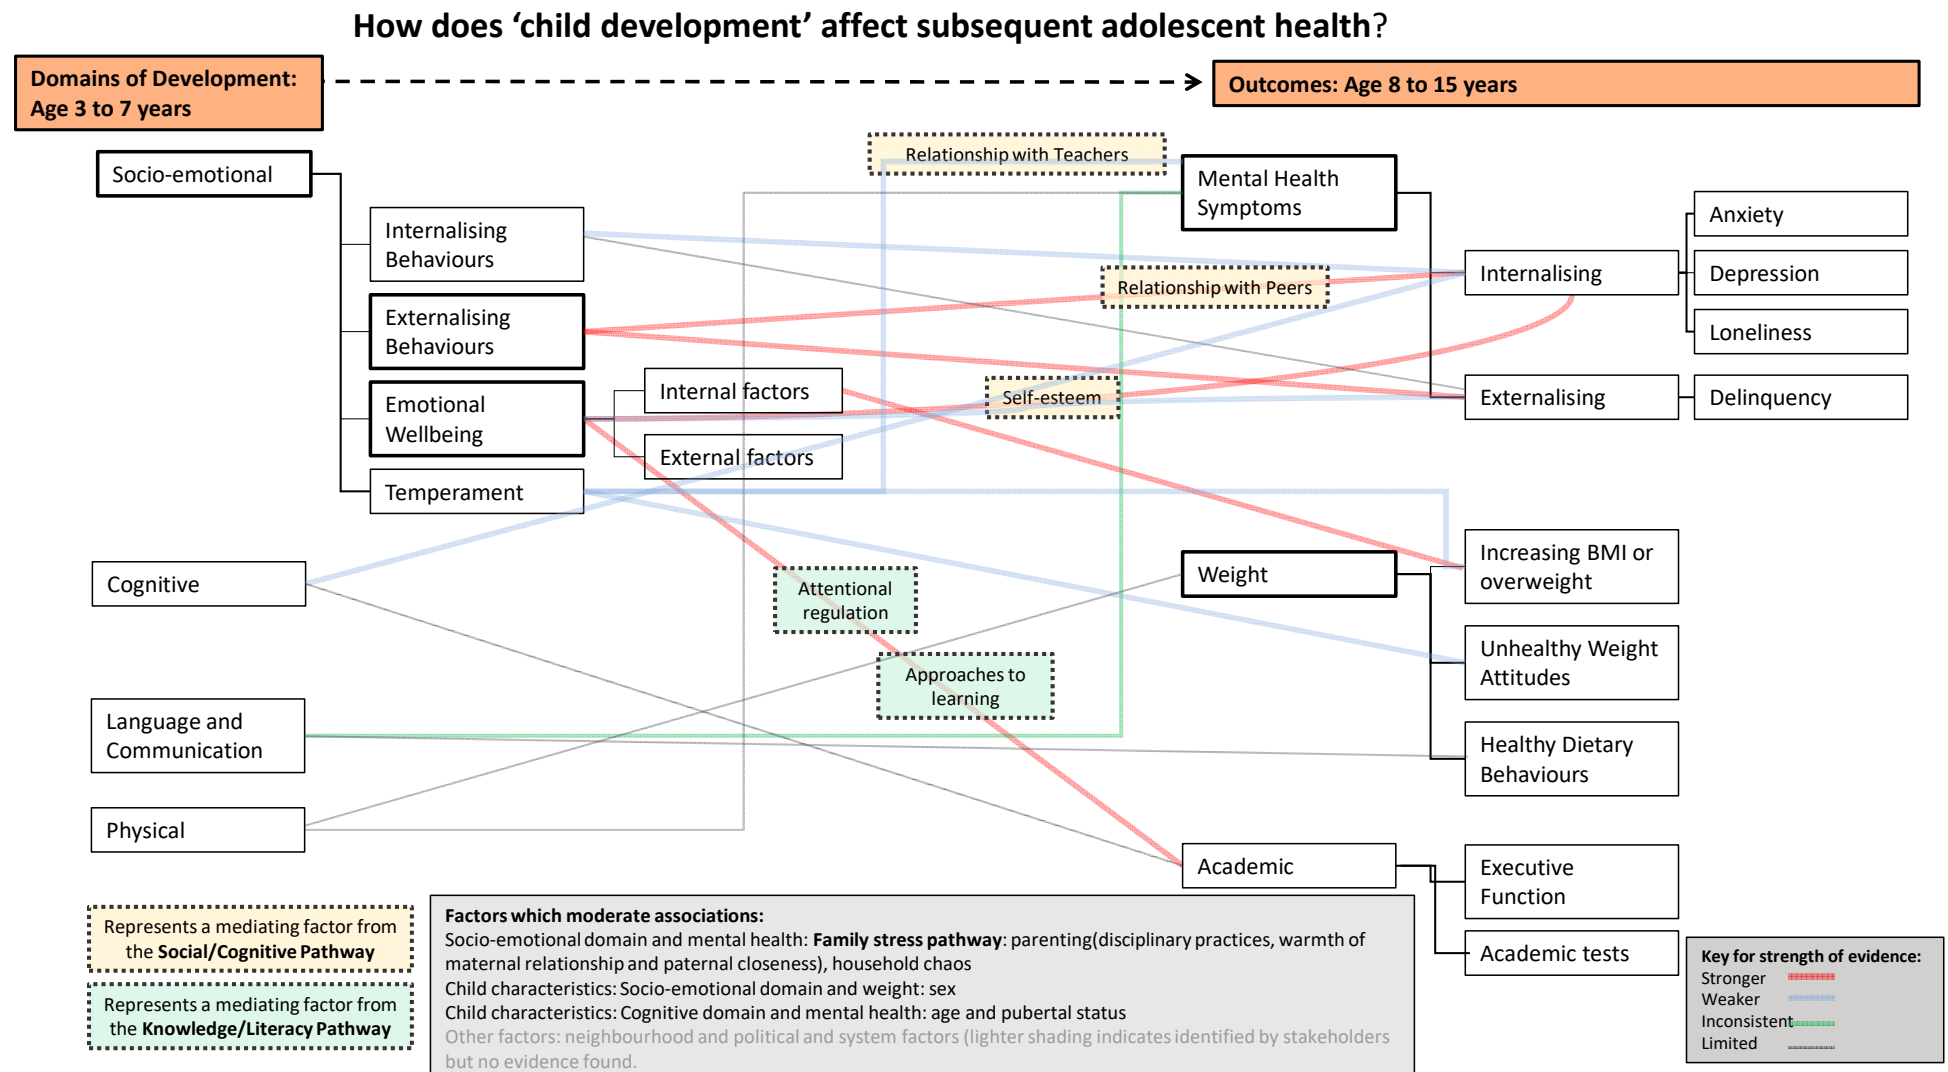 How does ‘child development’ affect subsequent adolescent health?
Domains of Development:
Age 3 to 7 years
Outcomes: Age 8 to 15 years
Socio-emotional
Internalising
Behaviours
Externalising
Behaviours
Emotional
Wellbeing
Temperament
Internal factors
External factors
Cognitive
Language and
Communication
Physical
Relationship with Teachers
Relationship with Peers
Self-esteem
Attentional
regulation
Approaches to
learning
Mental Health
Symptoms
Internalising
Anxiety
Depression
Loneliness
Externalising
Delinquency
Weight
Increasing BMI or
overweight
Unhealthy Weight
Attitudes
Healthy Dietary
Behaviours
Academic
Executive
Function
Academic tests
Represents a mediating factor from
the Social/Cognitive Pathway
Represents a mediating factor from
the Knowledge/Literacy Pathway
Factors which moderate associations:
Socio-emotional domain and mental health: Family stress pathway: parenting(disciplinary practices, warmth of
maternal relationship and paternal closeness), household chaos
Child characteristics: Socio-emotional domain and weight: sex
Child characteristics: Cognitive domain and mental health: age and pubertal status
Other factors: neighbourhood and political and system factors (lighter shading indicates identified by stakeholders
but no evidence found.
Key for strength of evidence:
Stronger
Weaker
Inconsistent
Limited